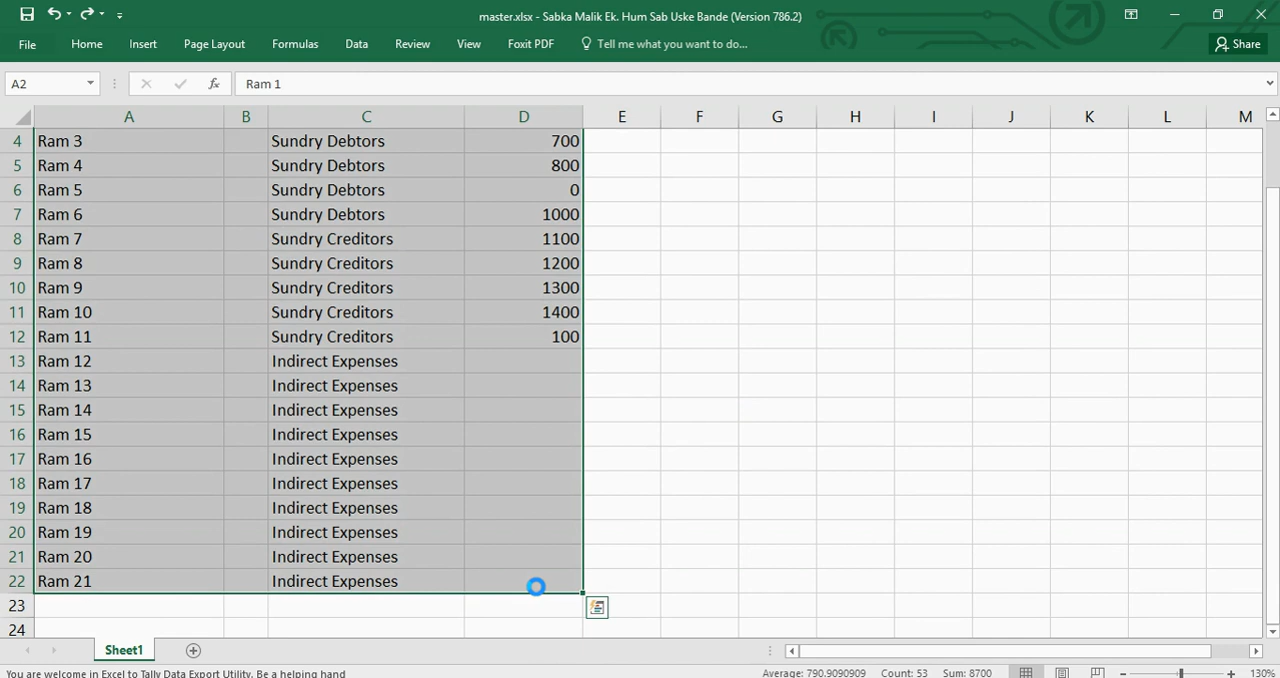 master.xlsx - Sabka Malik Ek. Hum Sab Uske Bande (Version 786.2)
File Home Insert Page Layout Formulas Data Review View Foxit PDF Tell me what you want to do... Share
A2 fx Ram 1
A B C D E F G H I J K L M
4 Ram 3 Sundry Debtors 700
5 Ram 4 Sundry Debtors 800
6 Ram 5 Sundry Debtors 0
7 Ram 6 Sundry Debtors 1000
8 Ram 7 Sundry Creditors 1100
9 Ram 8 Sundry Creditors 1200
10 Ram 9 Sundry Creditors 1300
11 Ram 10 Sundry Creditors 1400
12 Ram 11 Sundry Creditors 100
13 Ram 12 Indirect Expenses
14 Ram 13 Indirect Expenses
15 Ram 14 Indirect Expenses
16 Ram 15 Indirect Expenses
17 Ram 16 Indirect Expenses
18 Ram 17 Indirect Expenses
19 Ram 18 Indirect Expenses
20 Ram 19 Indirect Expenses
21 Ram 20 Indirect Expenses
22 Ram 21 Indirect Expenses
23
24
Sheet1
You are welcome in Excel to Tally Data Export Utility. Be a helping hand Average: 790.9090909 Count: 53 Sum: 8700 130%